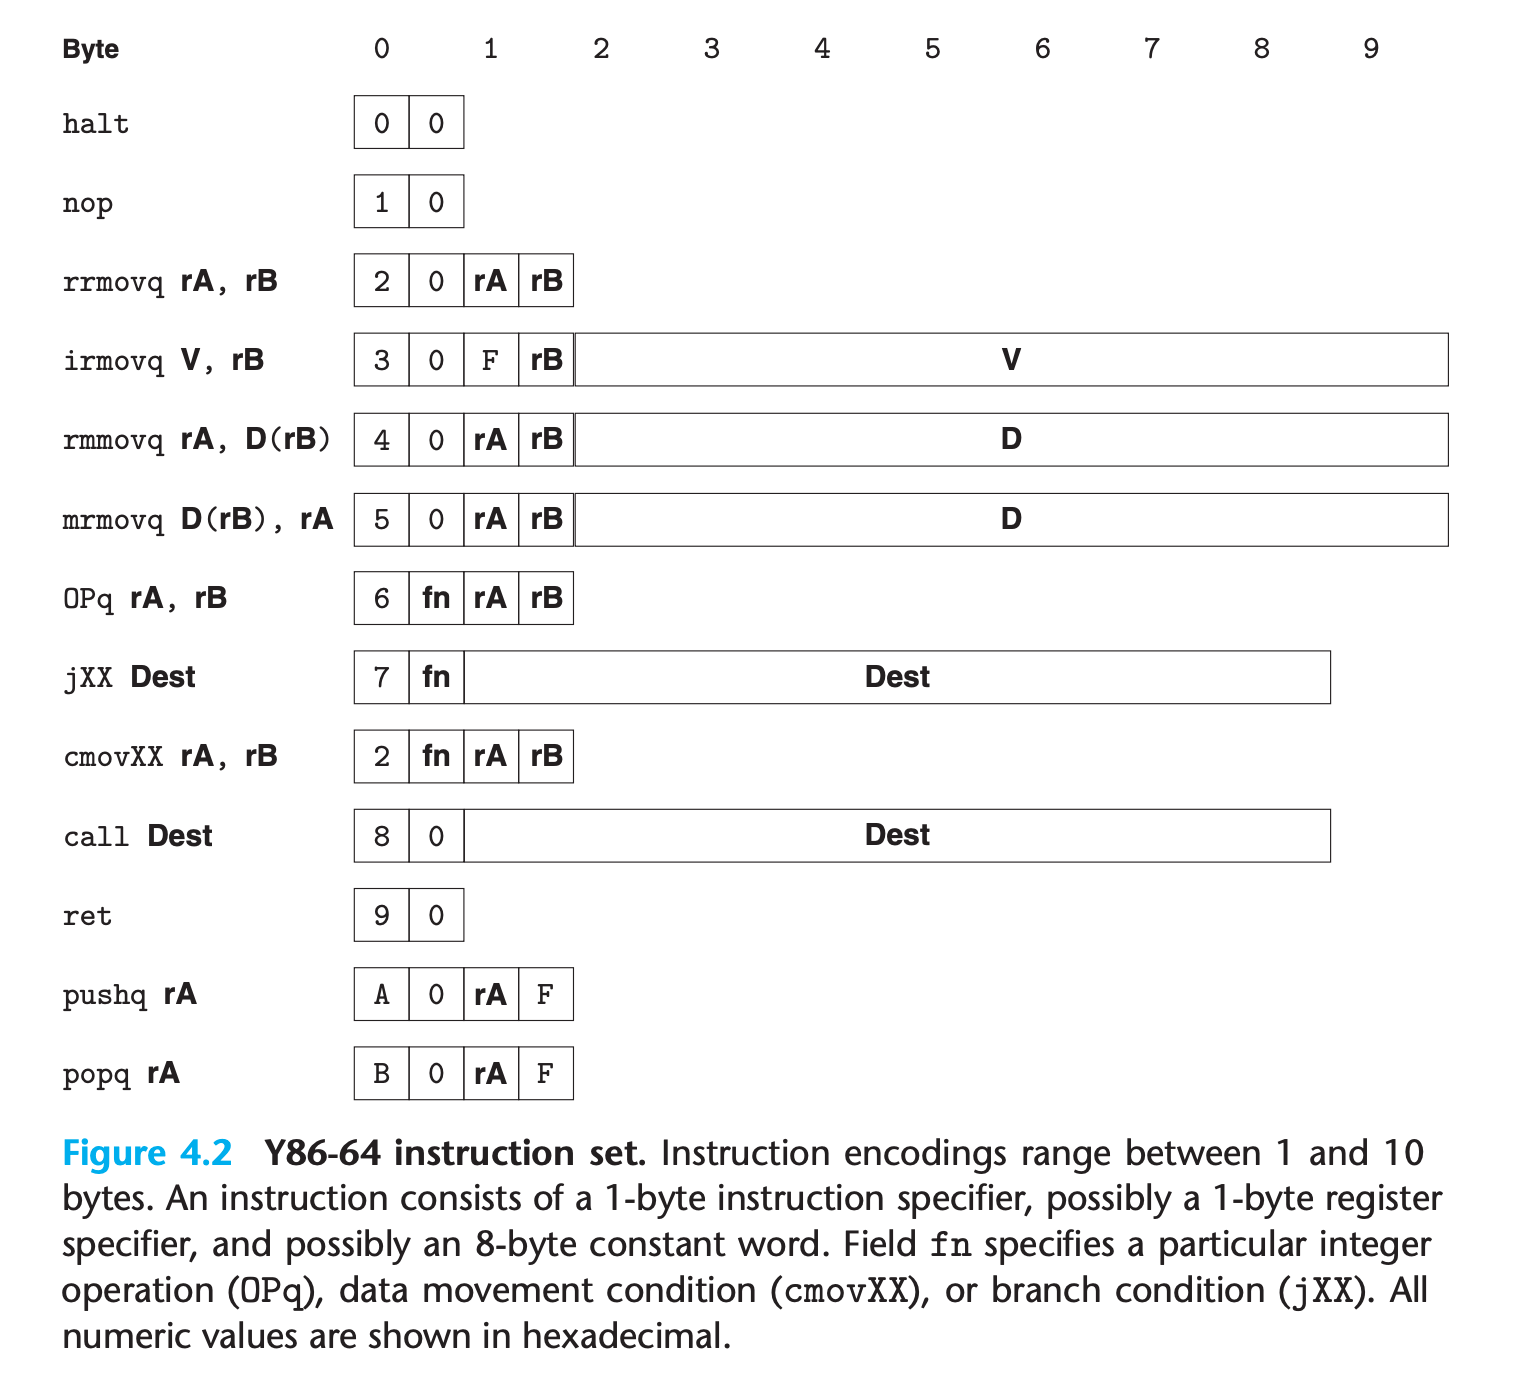 Byte 0 1 2 3 4 5 6 7 8 9
halt 0 0
nop 1 0
rrmovq rA, rB 2 0 rA rB
irmovq V, rB 3 0 F rB V
rmmovq rA, D(rB) 4 0 rA rB D
mrmovq D(rB), rA 5 0 rA rB D
OPq rA, rB 6 fn rA rB
jXX Dest 7 fn Dest
cmovXX rA, rB 2 fn rA rB
call Dest 8 0 Dest
ret 9 0
pushq rA A 0 rA F
popq rA B 0 rA F
Figure 4.2 Y86-64 instruction set. Instruction encodings range between 1 and 10
bytes. An instruction consists of a 1-byte instruction specifier, possibly a 1-byte register
specifier, and possibly an 8-byte constant word. Field fn specifies a particular integer
operation (OPq), data movement condition (cmovXX), or branch condition (jXX). All
numeric values are shown in hexadecimal.